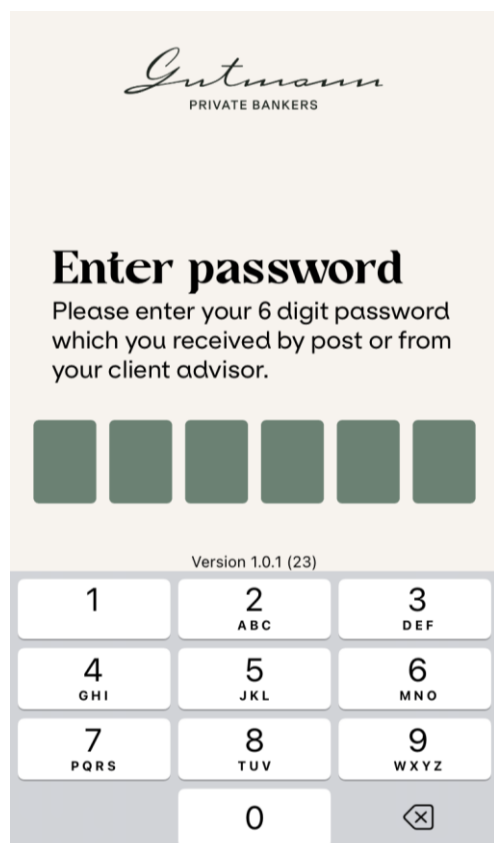 Gutmann
PRIVATE BANKERS
Enter password
Please enter your 6 digit password
which you received by post or from
your client advisor.
Version 1.0.1 (23)
1 2 3
ABC DEF
4 5 6
GHI JKL MNO
7 8 9
PQRS TUV WXYZ
0